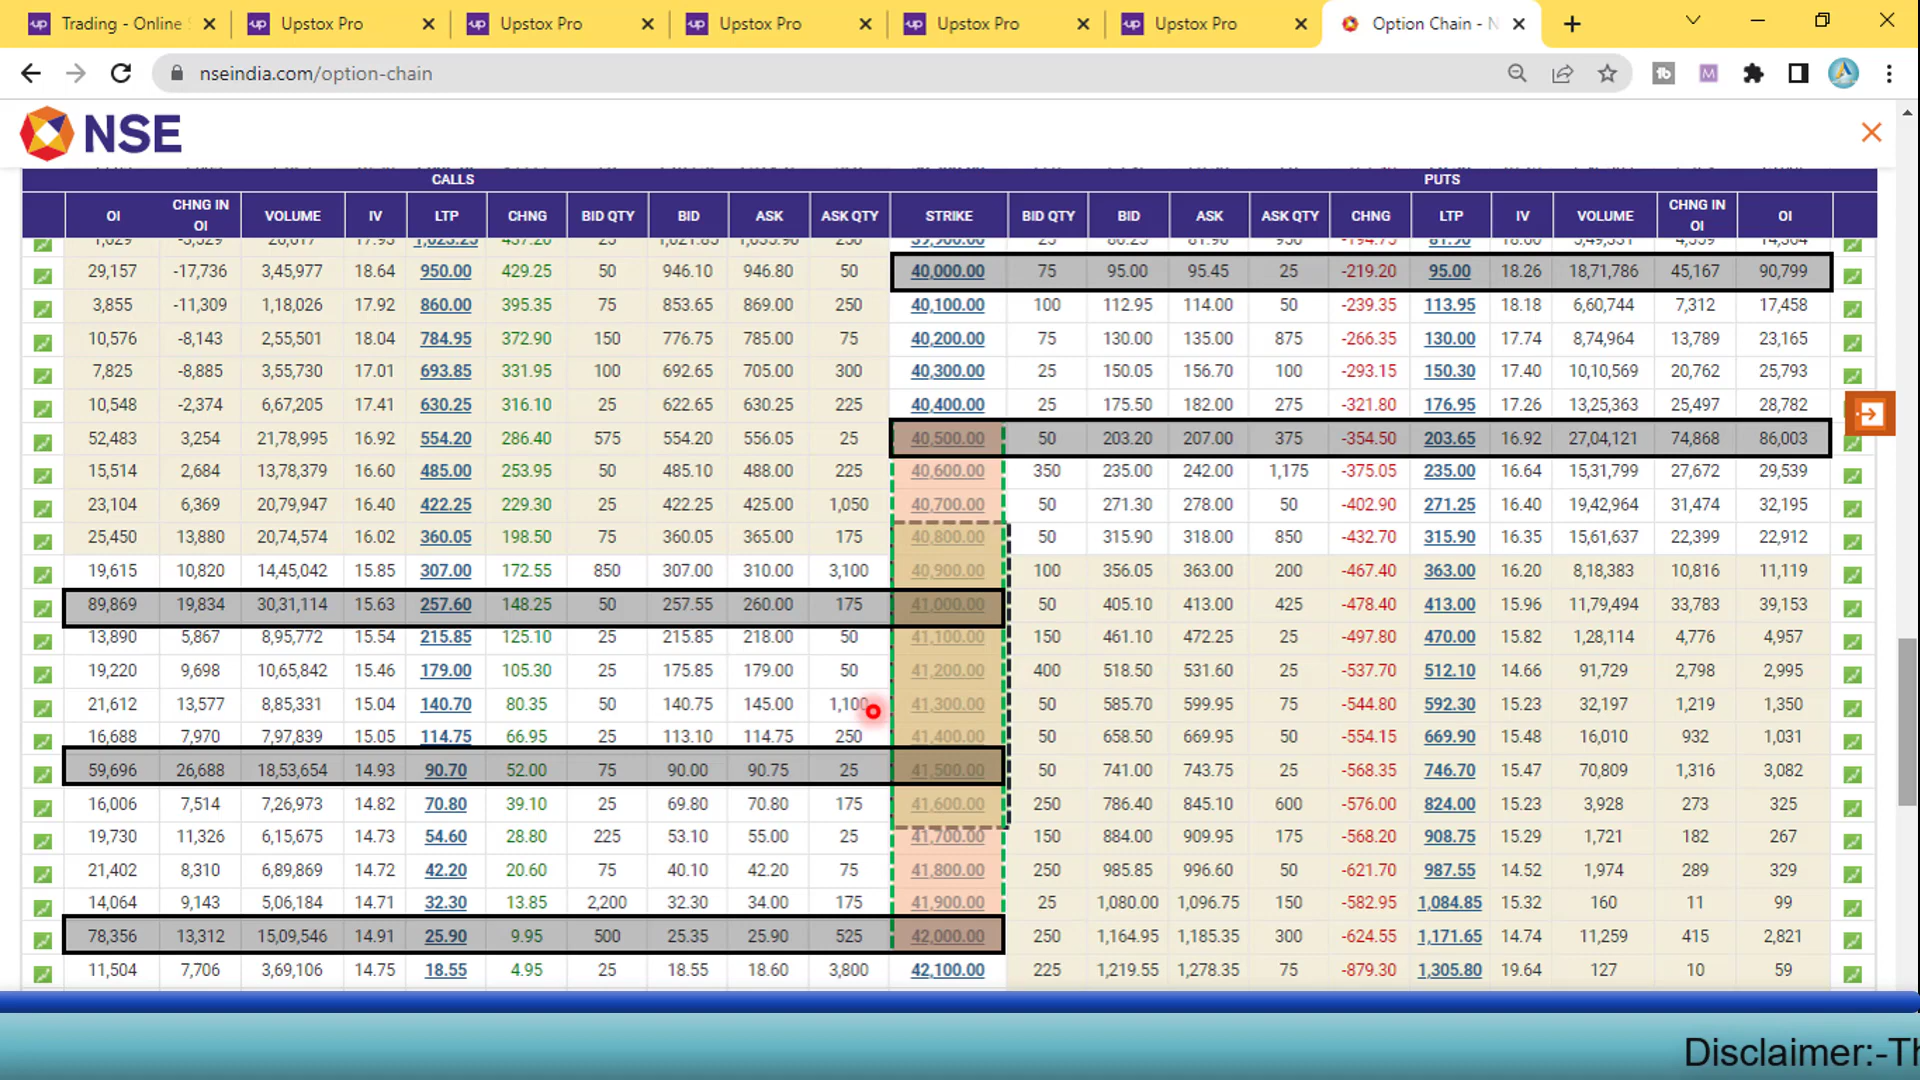 Trading - Online Upstox Pro Upstox Pro Upstox Pro Upstox Pro Upstox Pro Option Chain - N
nseindia.com/option-chain
NSE
CALLS PUTS
OI CHNG IN OI VOLUME IV LTP CHNG BID QTY BID ASK ASK QTY STRIKE BID QTY BID ASK ASK QTY CHNG LTP IV VOLUME CHNG IN OI OI
29,157 -17,736 3,45,977 18.64 950.00 429.25 50 946.10 946.80 50 40,000.00 75 95.00 95.45 25 -219.20 95.00 18.26 18,71,786 45,167 90,799
3,855 -11,309 1,18,026 17.92 860.00 395.35 75 853.65 869.00 250 40,100.00 100 112.95 114.00 50 -239.35 113.95 18.18 6,60,744 7,312 17,458
10,576 -8,143 2,55,501 18.04 784.95 372.90 150 776.75 785.00 75 40,200.00 75 130.00 135.00 875 -266.35 130.00 17.74 8,74,964 13,789 23,165
7,825 -8,885 3,55,730 17.01 693.85 331.95 100 692.65 705.00 300 40,300.00 25 150.05 156.70 100 -293.15 150.30 17.40 10,10,569 20,762 25,793
10,548 -2,374 6,67,205 17.41 630.25 316.10 25 622.65 630.25 225 40,400.00 25 175.50 182.00 275 -321.80 176.95 17.26 13,25,363 25,497 28,782
52,483 3,254 21,78,995 16.92 554.20 286.40 575 554.20 556.05 25 40,500.00 50 203.20 207.00 375 -354.50 203.65 16.92 27,04,121 74,868 86,003
15,514 2,684 13,78,379 16.60 485.00 253.95 50 485.10 488.00 225 40,600.00 350 235.00 242.00 1,175 -375.05 235.00 16.64 15,31,799 27,672 29,539
23,104 6,369 20,79,947 16.40 422.25 229.30 25 422.25 425.00 1,050 40,700.00 50 271.30 278.00 50 -402.90 271.25 16.40 19,42,964 31,474 32,195
25,450 13,880 20,74,574 16.02 360.05 198.50 75 360.05 365.00 175 40,800.00 50 315.90 318.00 850 -432.70 315.90 16.35 15,61,637 22,399 22,912
19,615 10,820 14,45,042 15.85 307.00 172.55 850 307.00 310.00 3,100 40,900.00 100 356.05 363.00 200 -467.40 363.00 16.20 8,18,383 10,816 11,119
89,869 19,834 30,31,114 15.63 257.60 148.25 50 257.55 260.00 175 41,000.00 50 405.10 413.00 425 -478.40 413.00 15.96 11,79,494 33,783 39,153
13,890 5,867 8,95,772 15.54 215.85 125.10 25 215.85 218.00 50 41,100.00 150 461.10 472.25 25 -497.80 470.00 15.82 1,28,114 4,776 4,957
19,220 9,698 10,65,842 15.46 179.00 105.30 25 175.85 179.00 50 41,200.00 400 518.50 531.60 25 -537.70 512.10 14.66 91,729 2,798 2,995
21,612 13,577 8,85,331 15.04 140.70 80.35 50 140.75 145.00 1,100 41,300.00 50 585.70 599.95 75 -544.80 592.30 15.23 32,197 1,219 1,350
16,688 7,970 7,97,839 15.05 114.75 66.95 25 113.10 114.75 250 41,400.00 50 658.50 669.95 50 -554.15 669.90 15.48 16,010 932 1,031
59,696 26,688 18,53,654 14.93 90.70 52.00 75 90.00 90.75 25 41,500.00 50 741.00 743.75 25 -568.35 746.70 15.47 70,809 1,316 3,082
16,006 7,514 7,26,973 14.82 70.80 39.10 25 69.80 70.80 175 41,600.00 250 786.40 845.10 600 -576.00 824.00 15.23 3,928 273 325
19,730 11,326 6,15,675 14.73 54.60 28.80 225 53.10 55.00 25 41,700.00 150 884.00 909.95 175 -568.20 908.75 15.29 1,721 182 267
21,402 8,310 6,89,869 14.72 42.20 20.60 75 40.10 42.20 75 41,800.00 250 985.85 996.60 50 -621.70 987.55 14.52 1,974 289 329
14,064 9,143 5,06,184 14.71 32.30 13.85 2,200 32.30 34.00 175 41,900.00 25 1,080.00 1,096.75 150 -582.95 1,084.85 15.32 160 11 99
78,356 13,312 15,09,546 14.91 25.90 9.95 500 25.35 25.90 525 42,000.00 250 1,164.95 1,185.35 300 -624.55 1,171.65 14.74 11,259 415 2,821
11,504 7,706 3,69,106 14.75 18.55 4.95 25 18.55 18.60 3,800 42,100.00 225 1,219.55 1,278.35 75 -879.30 1,305.80 19.64 127 10 59
Disclaimer:-Th